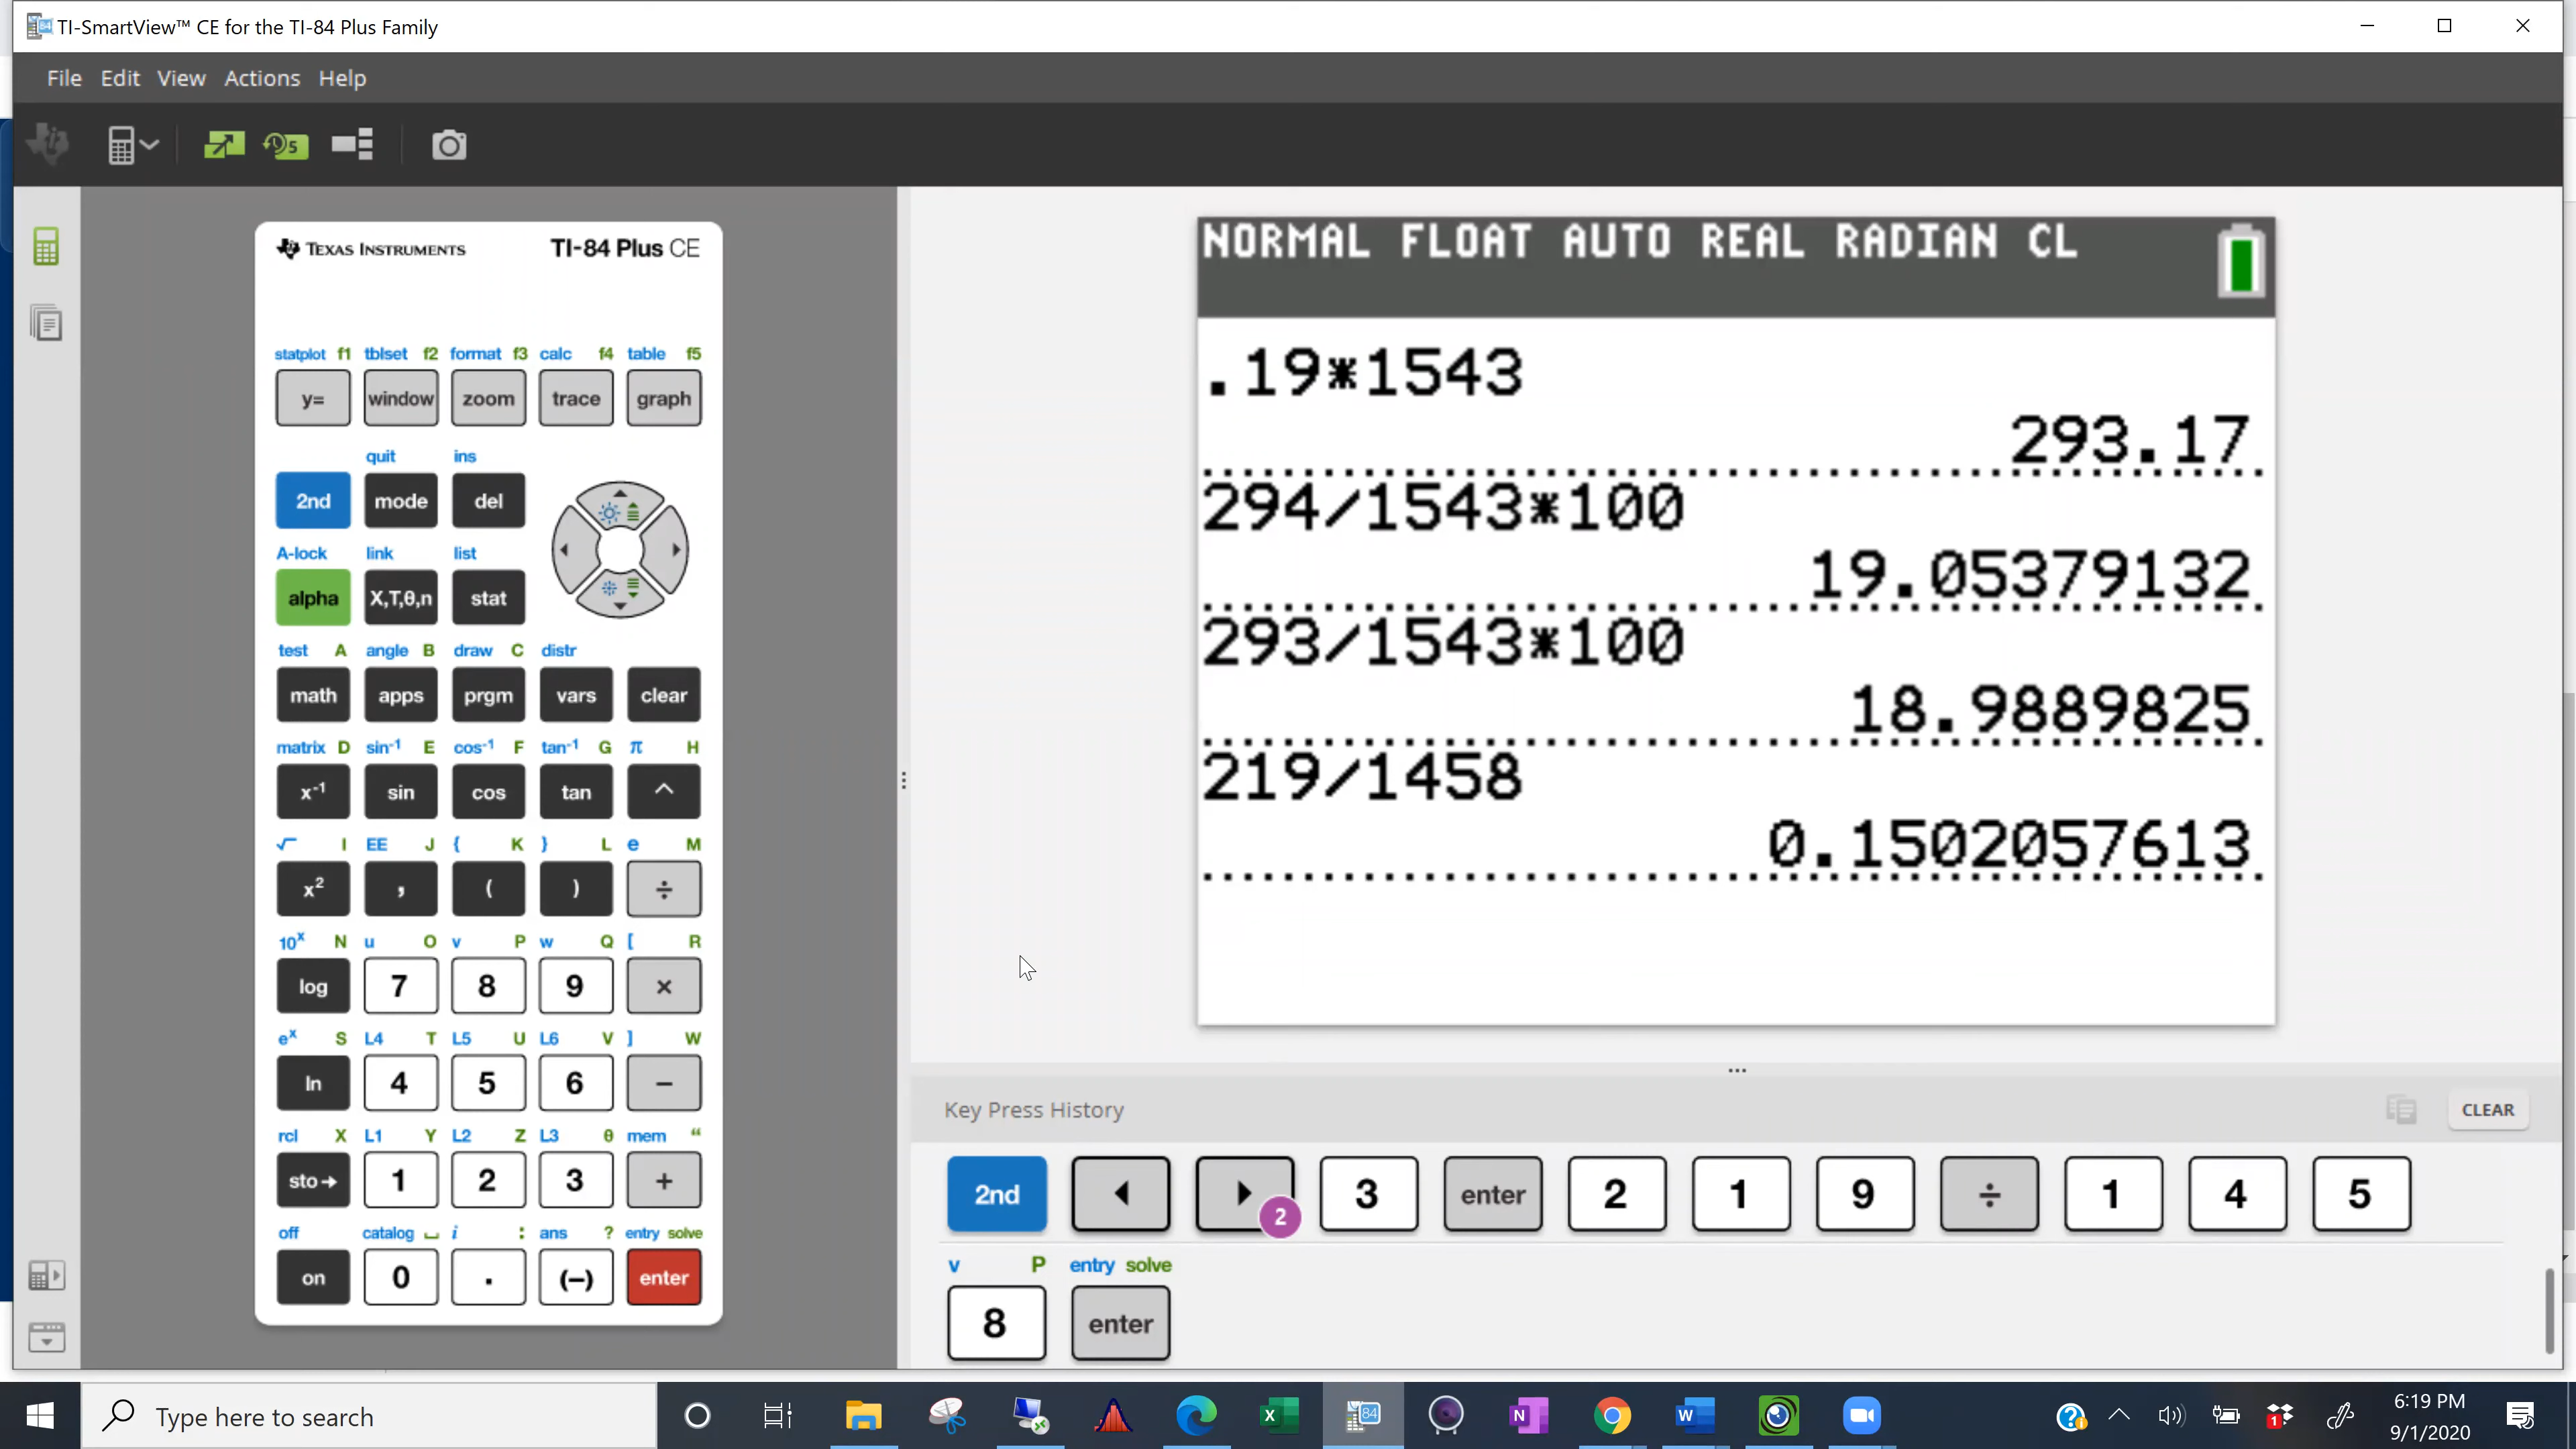 TI-SmartView™ CE for the TI-84 Plus Family
File Edit View Actions Help
TEXAS INSTRUMENTS TI-84 Plus CE
statplot f1 tblset f2 format f3 calc f4 table f5
y= window zoom trace graph
quit ins
2nd mode del
A-lock link list
alpha X,T,θ,n stat
test A angle B draw C distr
math apps prgm vars clear
matrix D sin-1 E cos-1 F tan-1 G π H
x-1 sin cos tan ^
√ I EE J { K } L e M
x2 , ( ) ÷
10x N u O v P w Q [ R
log 7 8 9 ×
ex S L4 T L5 U L6 V ] W
ln 4 5 6 −
rcl X L1 Y L2 Z L3 θ mem “
sto→ 1 2 3 +
off catalog ⎵ i : ans ? entry solve
on 0 . (−) enter
NORMAL FLOAT AUTO REAL RADIAN CL
.19*1543
293.17
294/1543*100
19.05379132
293/1543*100
18.9889825
219/1458
0.1502057613
Key Press History CLEAR
2nd 2 3 enter 2 1 9 ÷ 1 4 5
v P entry solve
8 enter
Type here to search
6:19 PM
9/1/2020